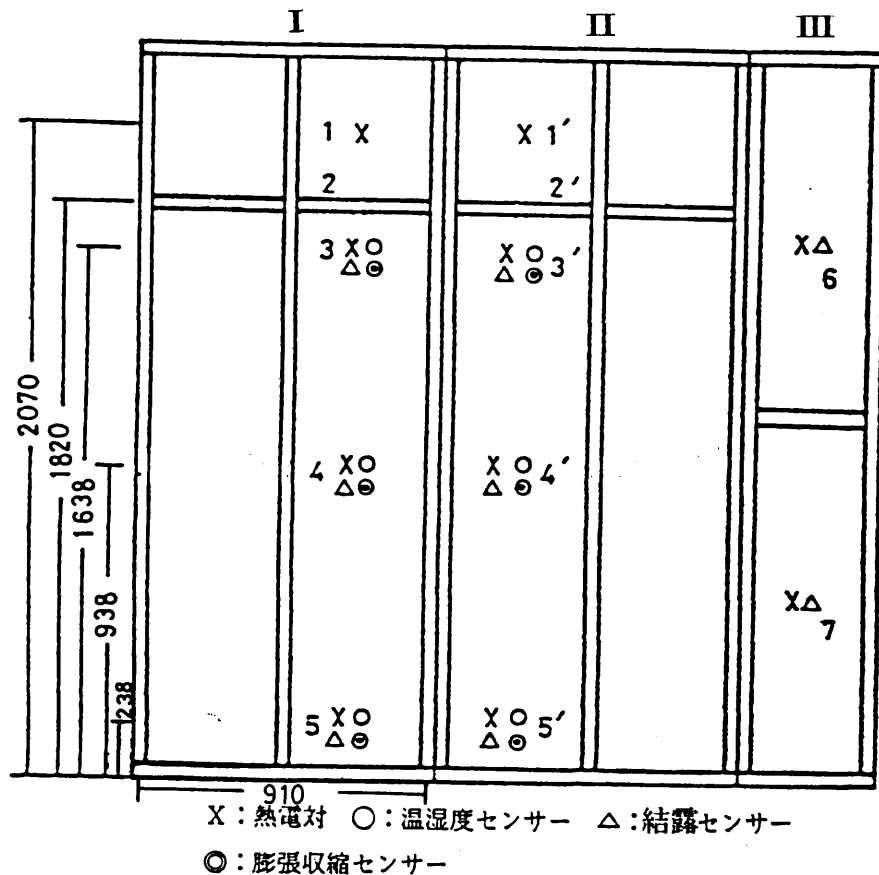 I II III
1 X X 1′
2 2′
3 X ○ X ○ 3′
△ ◎ △ ◎
X △
6
4 X ○ X ○ 4′
△ ◎ △ ◎
X △
7
5 X ○ X ○ 5′
△ ◎ △ ◎
2070
1820
1638
938
238
910
X：熱電対 ○：温湿度センサー △：結露センサー
◎：膨張収縮センサー